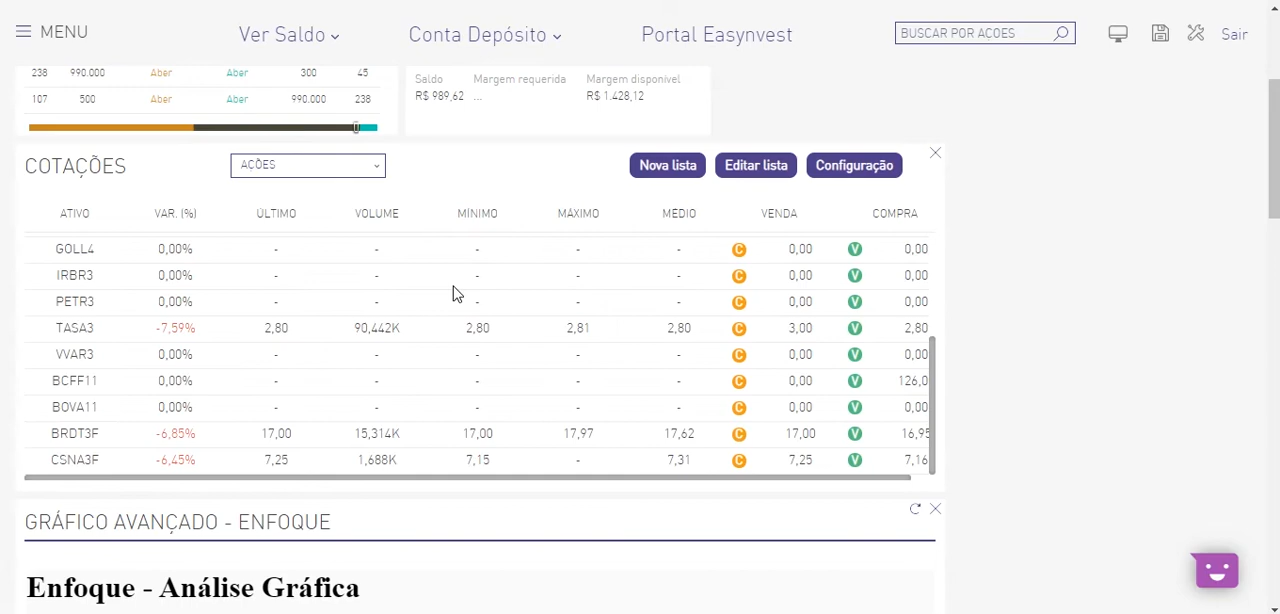 MENU Ver Saldo Conta Depósito Portal Easynvest BUSCAR POR AÇOES Sair
238 990.000 Aber Aber 300 45
107 500 Aber Aber 990.000 238
Saldo Margem requerida Margem disponível
R$ 989,62 ... R$ 1.428,12
COTAÇÕES AÇÕES Nova lista Editar lista Configuração
ATIVO VAR. (%) ÚLTIMO VOLUME MÍNIMO MÁXIMO MÉDIO VENDA COMPRA
GOLL4 0,00% - - - - - C 0,00 V 0,00
IRBR3 0,00% - - - - - C 0,00 V 0,00
PETR3 0,00% - - - - - C 0,00 V 0,00
TASA3 -7,59% 2,80 90,442K 2,80 2,81 2,80 C 3,00 V 2,80
VVAR3 0,00% - - - - - C 0,00 V 0,00
BCFF11 0,00% - - - - - C 0,00 V 126,0
BOVA11 0,00% - - - - - C 0,00 V 0,00
BRDT3F -6,85% 17,00 15,314K 17,00 17,97 17,62 C 17,00 V 16,95
CSNA3F -6,45% 7,25 1,688K 7,15 - 7,31 C 7,25 V 7,16
GRÁFICO AVANÇADO - ENFOQUE
Enfoque - Análise Gráfica